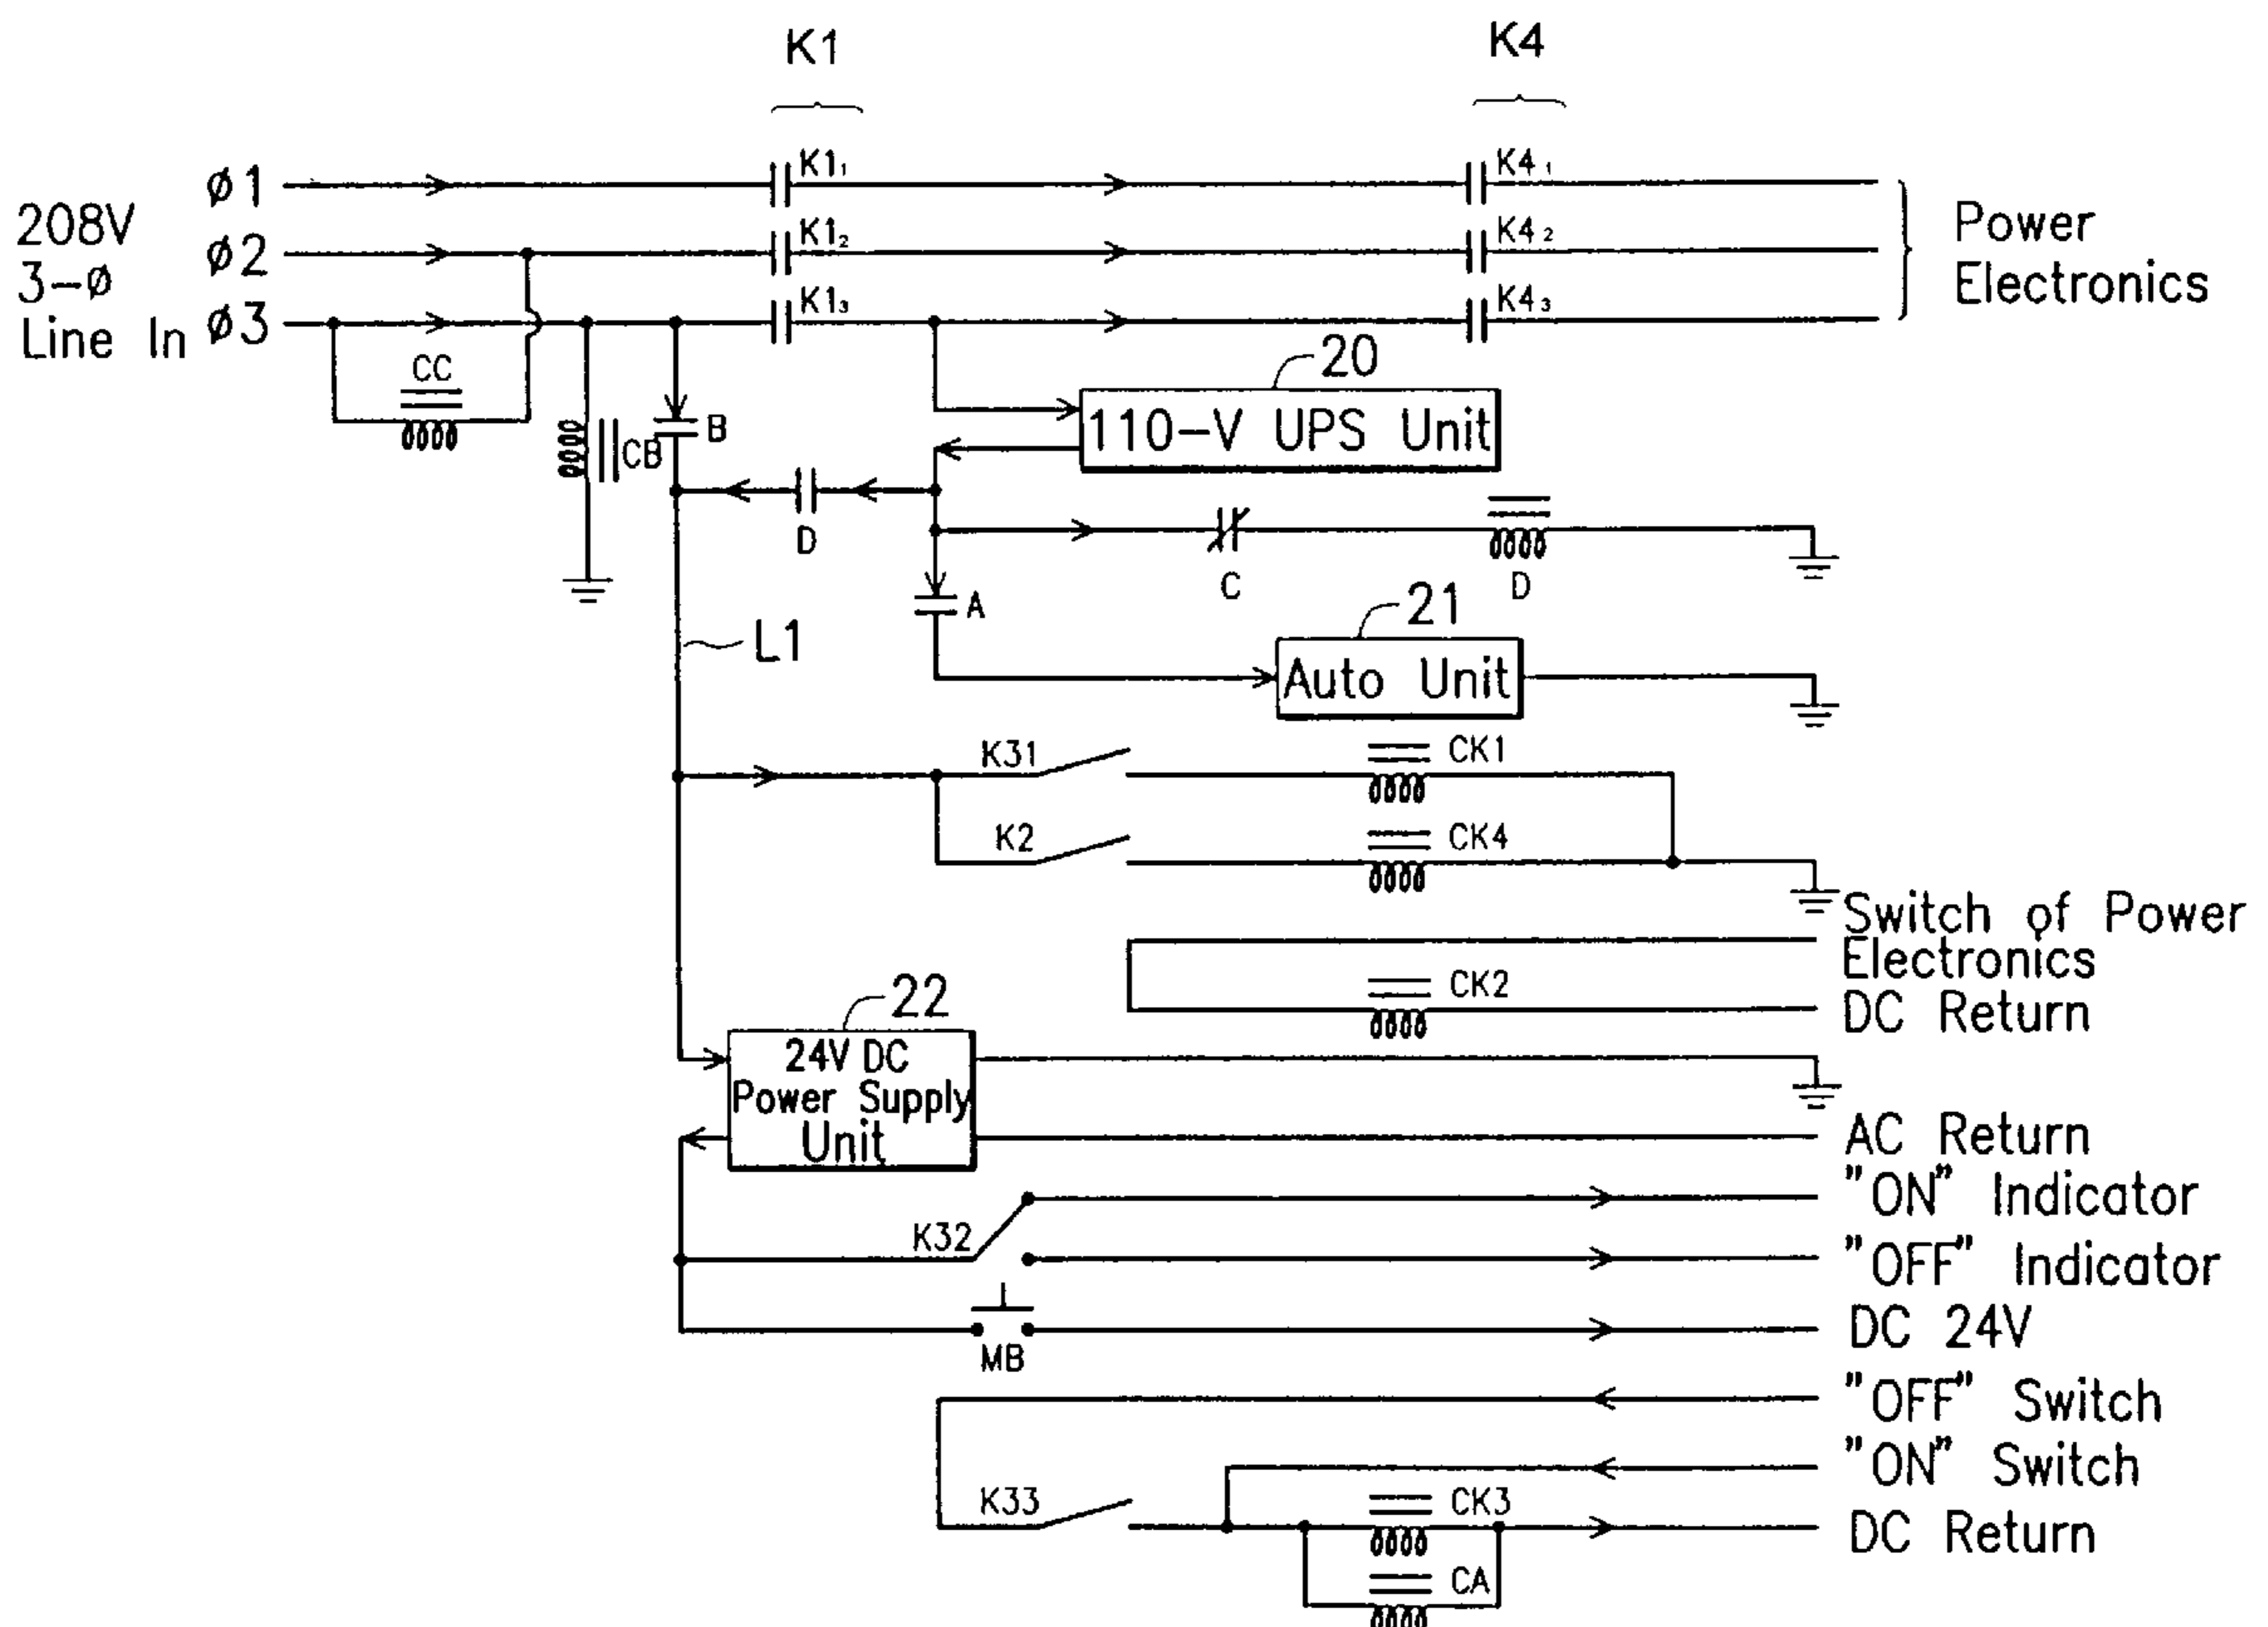 K1
K4
ø1
K1₁
K4₁
208V
3-ø
Line In
ø2
K1₂
K4₂
ø3
K1₃
K4₃
Power
Electronics
CC
20
110-V UPS Unit
B
CB
D
C
D
A
21
Auto Unit
L1
K31
CK1
K2
CK4
Switch of Power
Electronics
CK2
DC Return
22
24V DC
Power Supply
Unit
AC Return
"ON" Indicator
K32
"OFF" Indicator
DC 24V
MB
"OFF" Switch
"ON" Switch
K33
CK3
DC Return
CA